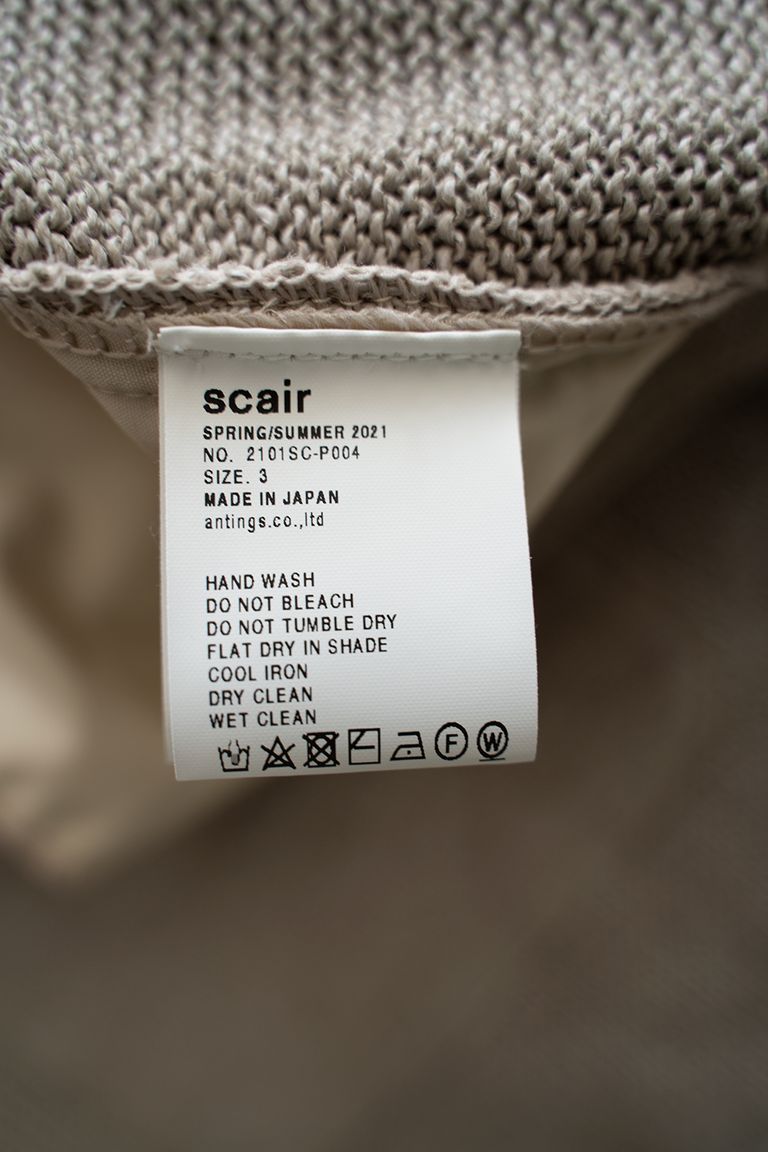 scair
SPRING/SUMMER 2021
NO. 2101SC-P004
SIZE. 3
MADE IN JAPAN
antings.co.,ltd
HAND WASH
DO NOT BLEACH
DO NOT TUMBLE DRY
FLAT DRY IN SHADE
COOL IRON
DRY CLEAN
WET CLEAN
F W